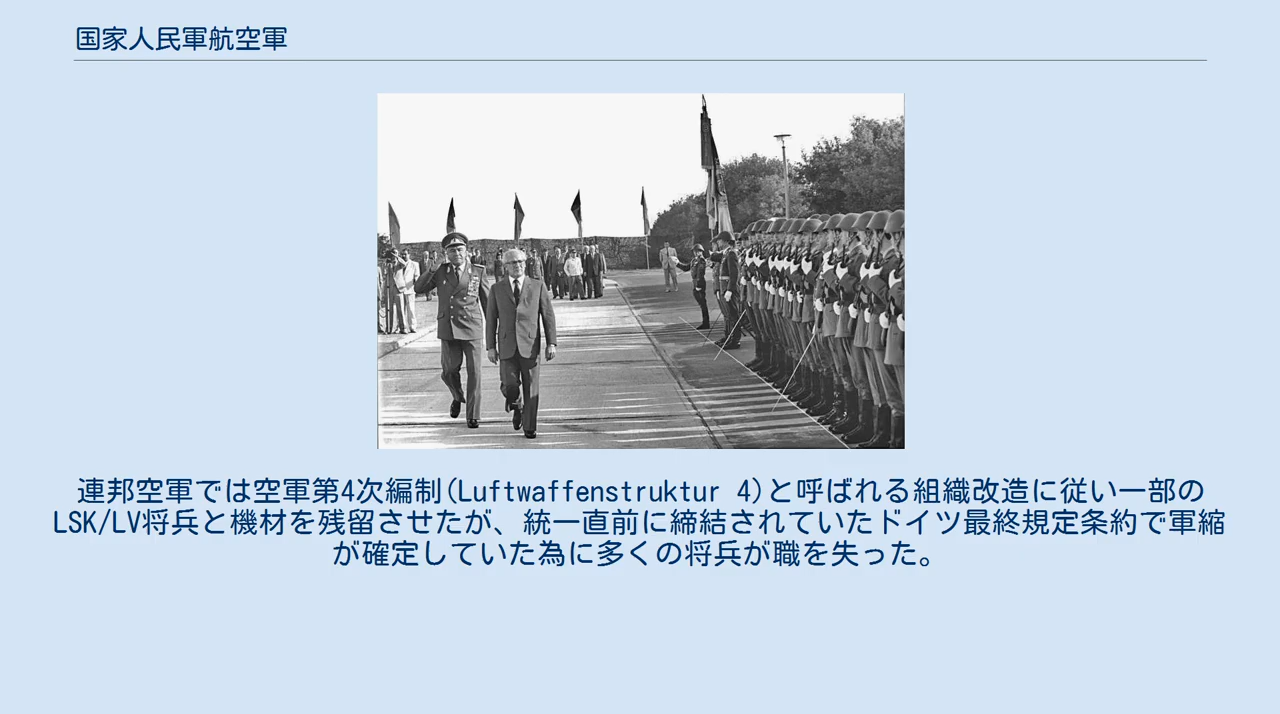 国家人民軍航空軍
連邦空軍では空軍第4次編制(Luftwaffenstruktur 4)と呼ばれる組織改造に従い一部の
LSK/LV将兵と機材を残留させたが、統一直前に締結されていたドイツ最終規定条約で軍縮
が確定していた為に多くの将兵が職を失った。